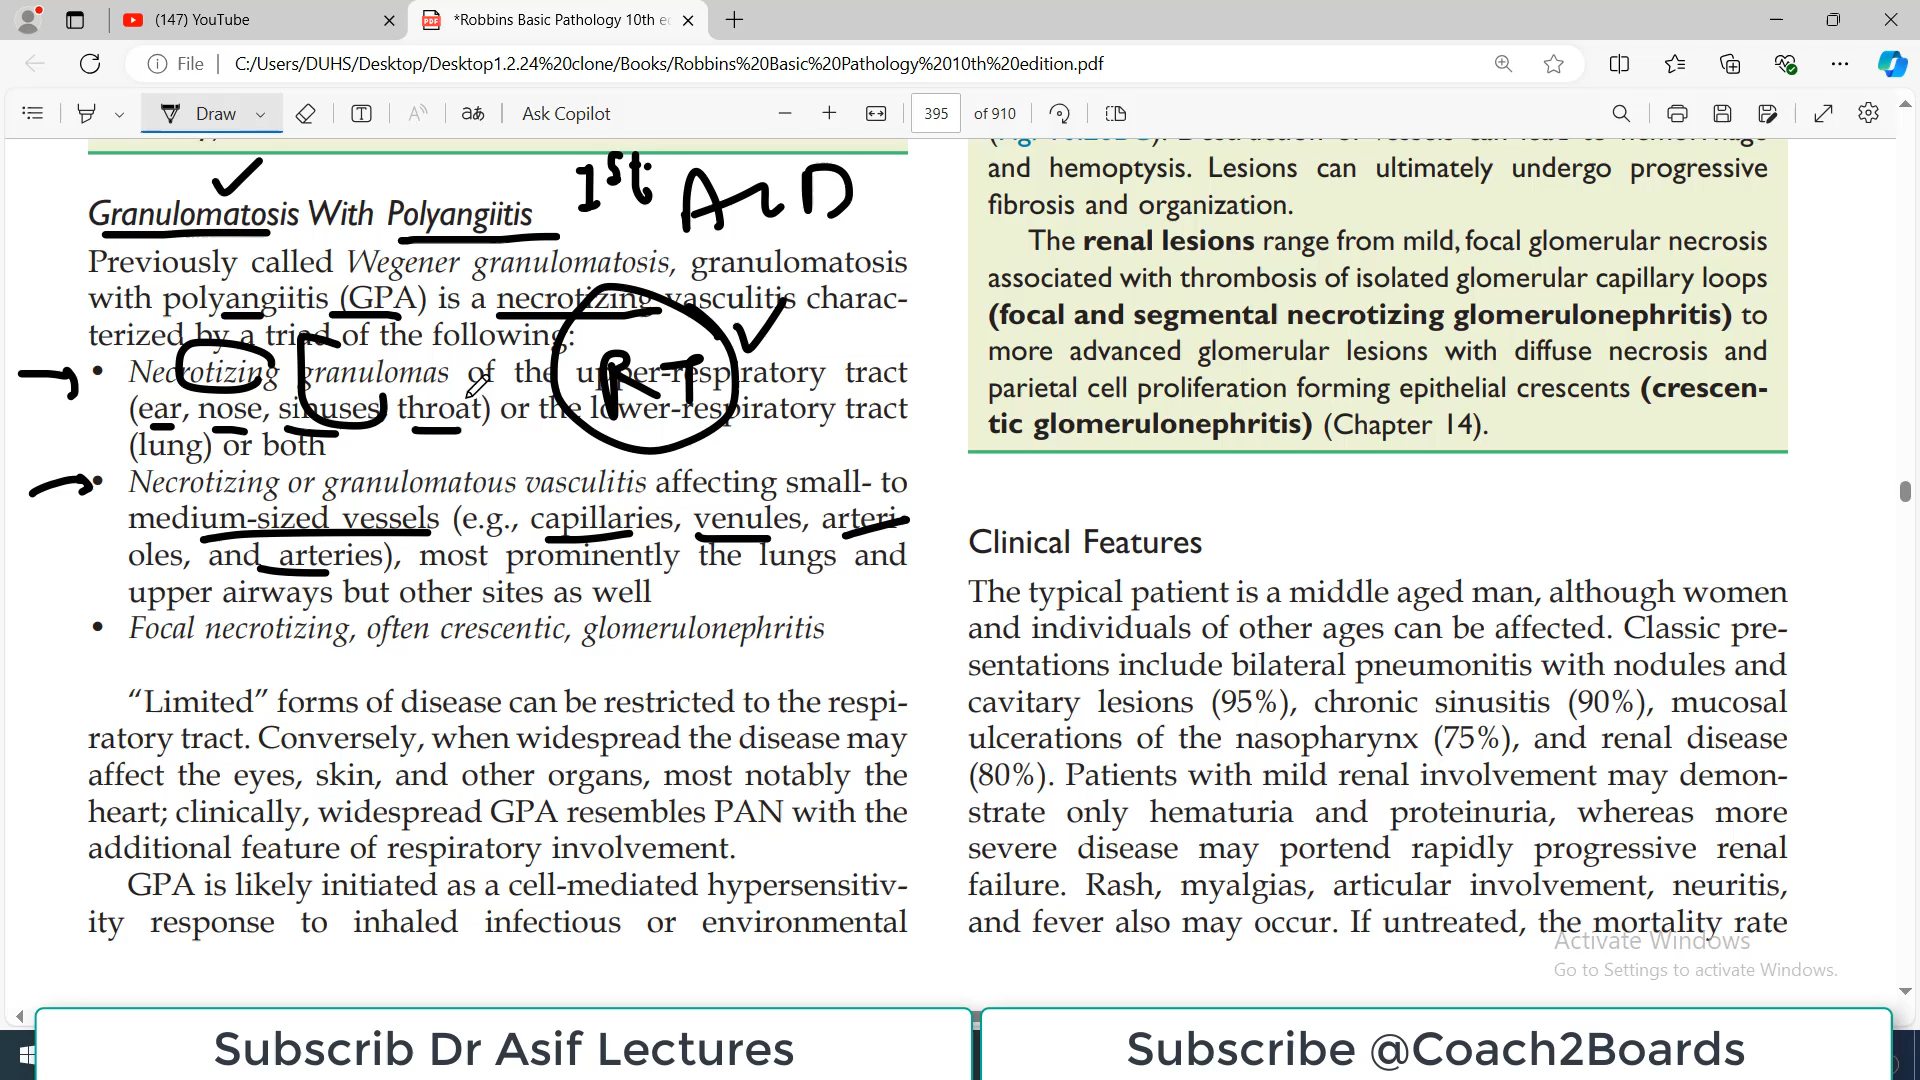 (147) YouTube
*Robbins Basic Pathology 10th e
File
C:/Users/DUHS/Desktop/Desktop1.2.24%20clone/Books/Robbins%20Basic%20Pathology%2010th%20edition.pdf
Draw
Ask Copilot
395 of 910
1st
Granulomatosis With Polyangiitis
Previously called Wegener granulomatosis, granulomatosis
with polyangiitis (GPA) is a necrotizing vasculitis charac-
terized by a triad of the following:
RT
• Necrotizing granulomas of the upper-respiratory tract
(ear, nose, sinuses, throat) or the lower-respiratory tract
(lung) or both
• Necrotizing or granulomatous vasculitis affecting small- to
medium-sized vessels (e.g., capillaries, venules, arteri-
oles, and arteries), most prominently the lungs and
upper airways but other sites as well
• Focal necrotizing, often crescentic, glomerulonephritis
“Limited” forms of disease can be restricted to the respi-
ratory tract. Conversely, when widespread the disease may
affect the eyes, skin, and other organs, most notably the
heart; clinically, widespread GPA resembles PAN with the
additional feature of respiratory involvement.
GPA is likely initiated as a cell-mediated hypersensitiv-
ity response to inhaled infectious or environmental
and hemoptysis. Lesions can ultimately undergo progressive
fibrosis and organization.
The renal lesions range from mild, focal glomerular necrosis
associated with thrombosis of isolated glomerular capillary loops
(focal and segmental necrotizing glomerulonephritis) to
more advanced glomerular lesions with diffuse necrosis and
parietal cell proliferation forming epithelial crescents (crescen-
tic glomerulonephritis) (Chapter 14).
Clinical Features
The typical patient is a middle aged man, although women
and individuals of other ages can be affected. Classic pre-
sentations include bilateral pneumonitis with nodules and
cavitary lesions (95%), chronic sinusitis (90%), mucosal
ulcerations of the nasopharynx (75%), and renal disease
(80%). Patients with mild renal involvement may demon-
strate only hematuria and proteinuria, whereas more
severe disease may portend rapidly progressive renal
failure. Rash, myalgias, articular involvement, neuritis,
and fever also may occur. If untreated, the mortality rate
Activate Windows
Go to Settings to activate Windows.
Subscrib Dr Asif Lectures
Subscribe @Coach2Boards